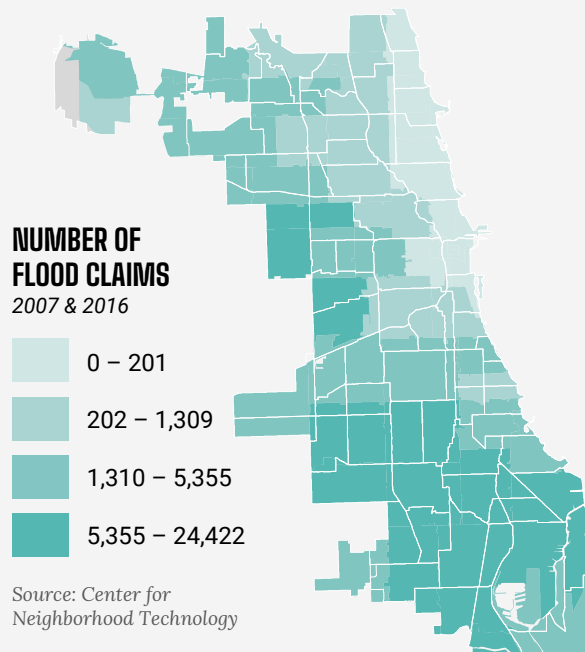 NUMBER OF
FLOOD CLAIMS
2007 & 2016
0 – 201
202 – 1,309
1,310 – 5,355
5,355 – 24,422
Source: Center for
Neighborhood Technology